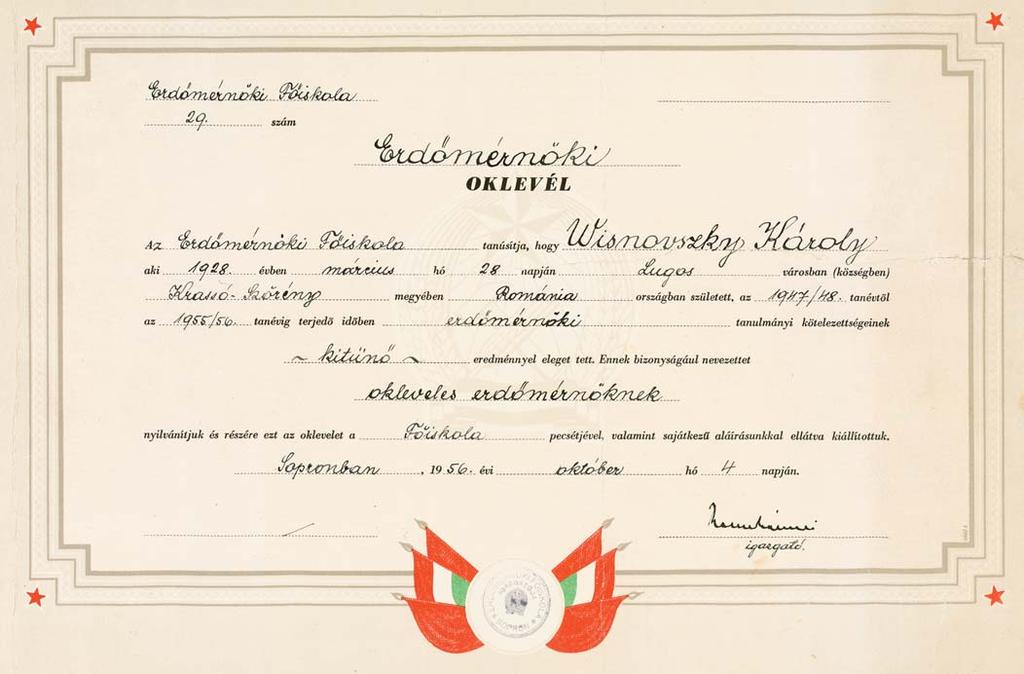 Erdőmérnöki Főiskola
29. szám
Erdőmérnöki
OKLEVÉL
Az Erdőmérnöki Főiskola tanúsítja, hogy Wisnovszky Károly
aki 1928. évben március hó 28 napján Lugos városban (községben)
Krassó-Szörény megyében Románia országban született, az 1947/48. tanévtől
az 1955/56. tanévig terjedő időben erdőmérnöki tanulmányi kötelezettségeinek
~ kitünő ~ eredménnyel eleget tett. Ennek bizonyságául nevezettet
okleveles erdőmérnöknek
nyilvánítjuk és részére ezt az oklevelet a Főiskola pecsétjével, valamint sajátkezű aláírásunkkal ellátva kiállítottuk.
Sopronban, 1956. évi október hó 4 napján.
igazgató.
SOPRON